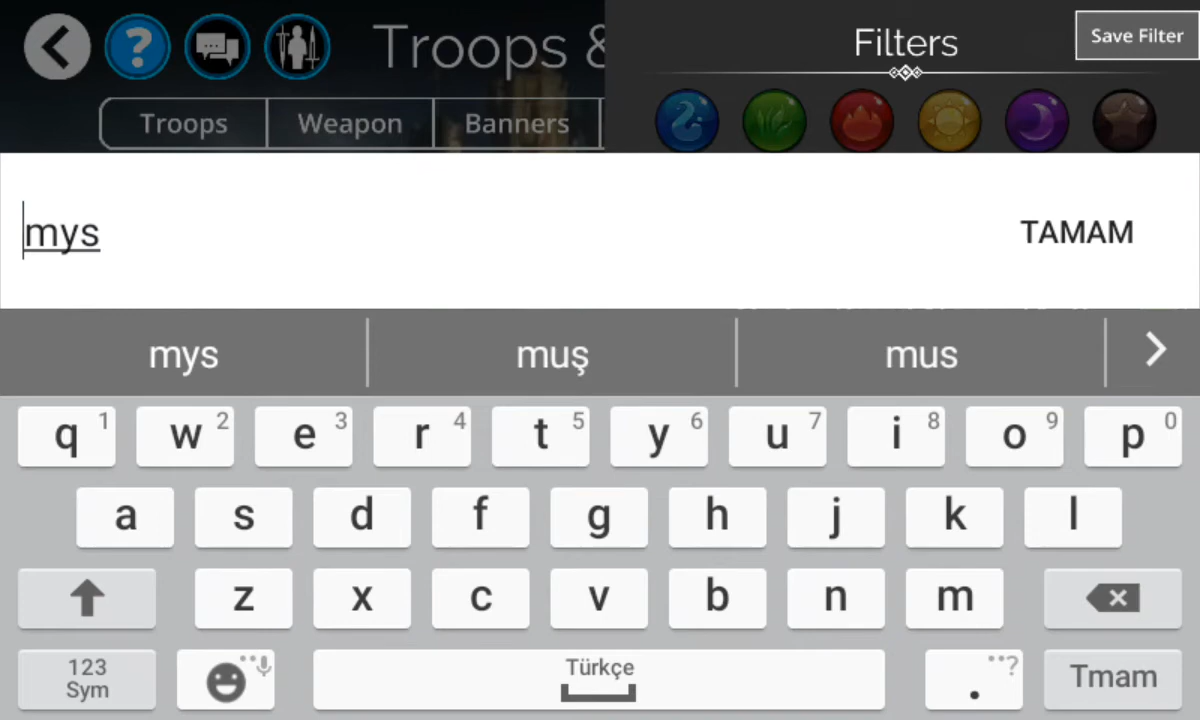 ?
Troops &
Filters
Save Filter
Troops
Weapon
Banners
mys
TAMAM
mys
muş
mus
q 1 w 2 e 3 r 4 t 5 y 6 u 7 i 8 o 9 p 0
a s d f g h j k l
z x c v b n m
123
Sym
Türkçe
. ?
Tmam